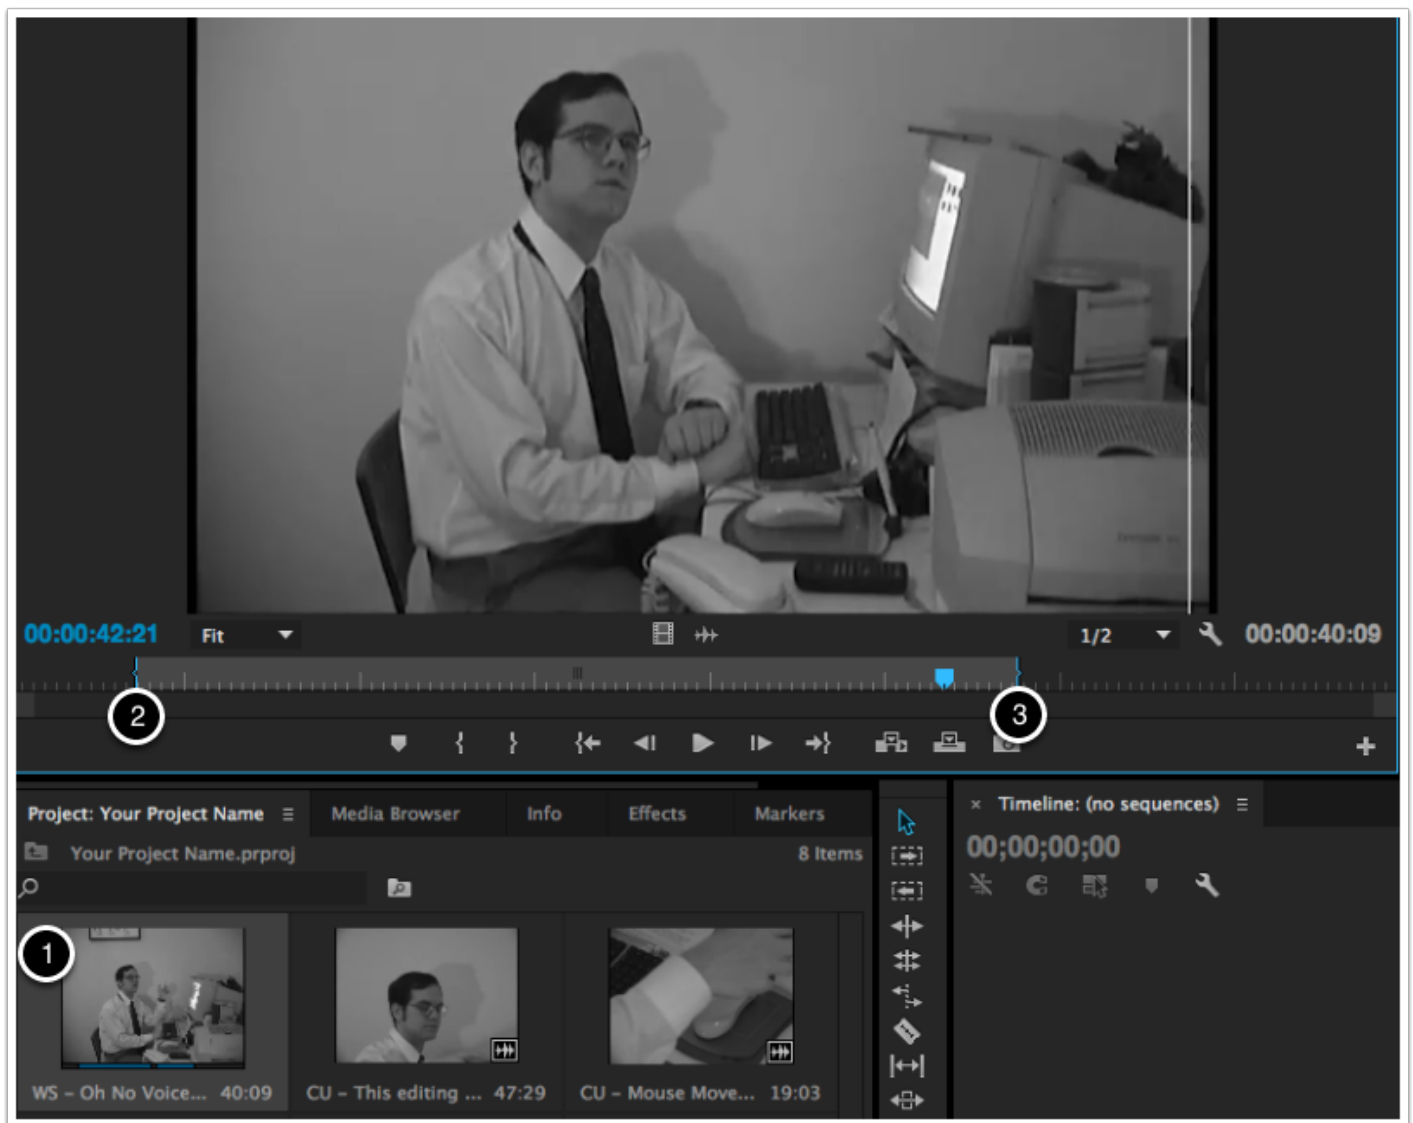 00:00:42:21
Fit
1/2
00:00:40:09
2
3
Project: Your Project Name
Media Browser
Info
Effects
Markers
Timeline: (no sequences)
Your Project Name.prproj
8 Items
00;00;00;00
1
WS - Oh No Voice... 40:09
CU - This editing ... 47:29
CU - Mouse Move... 19:03